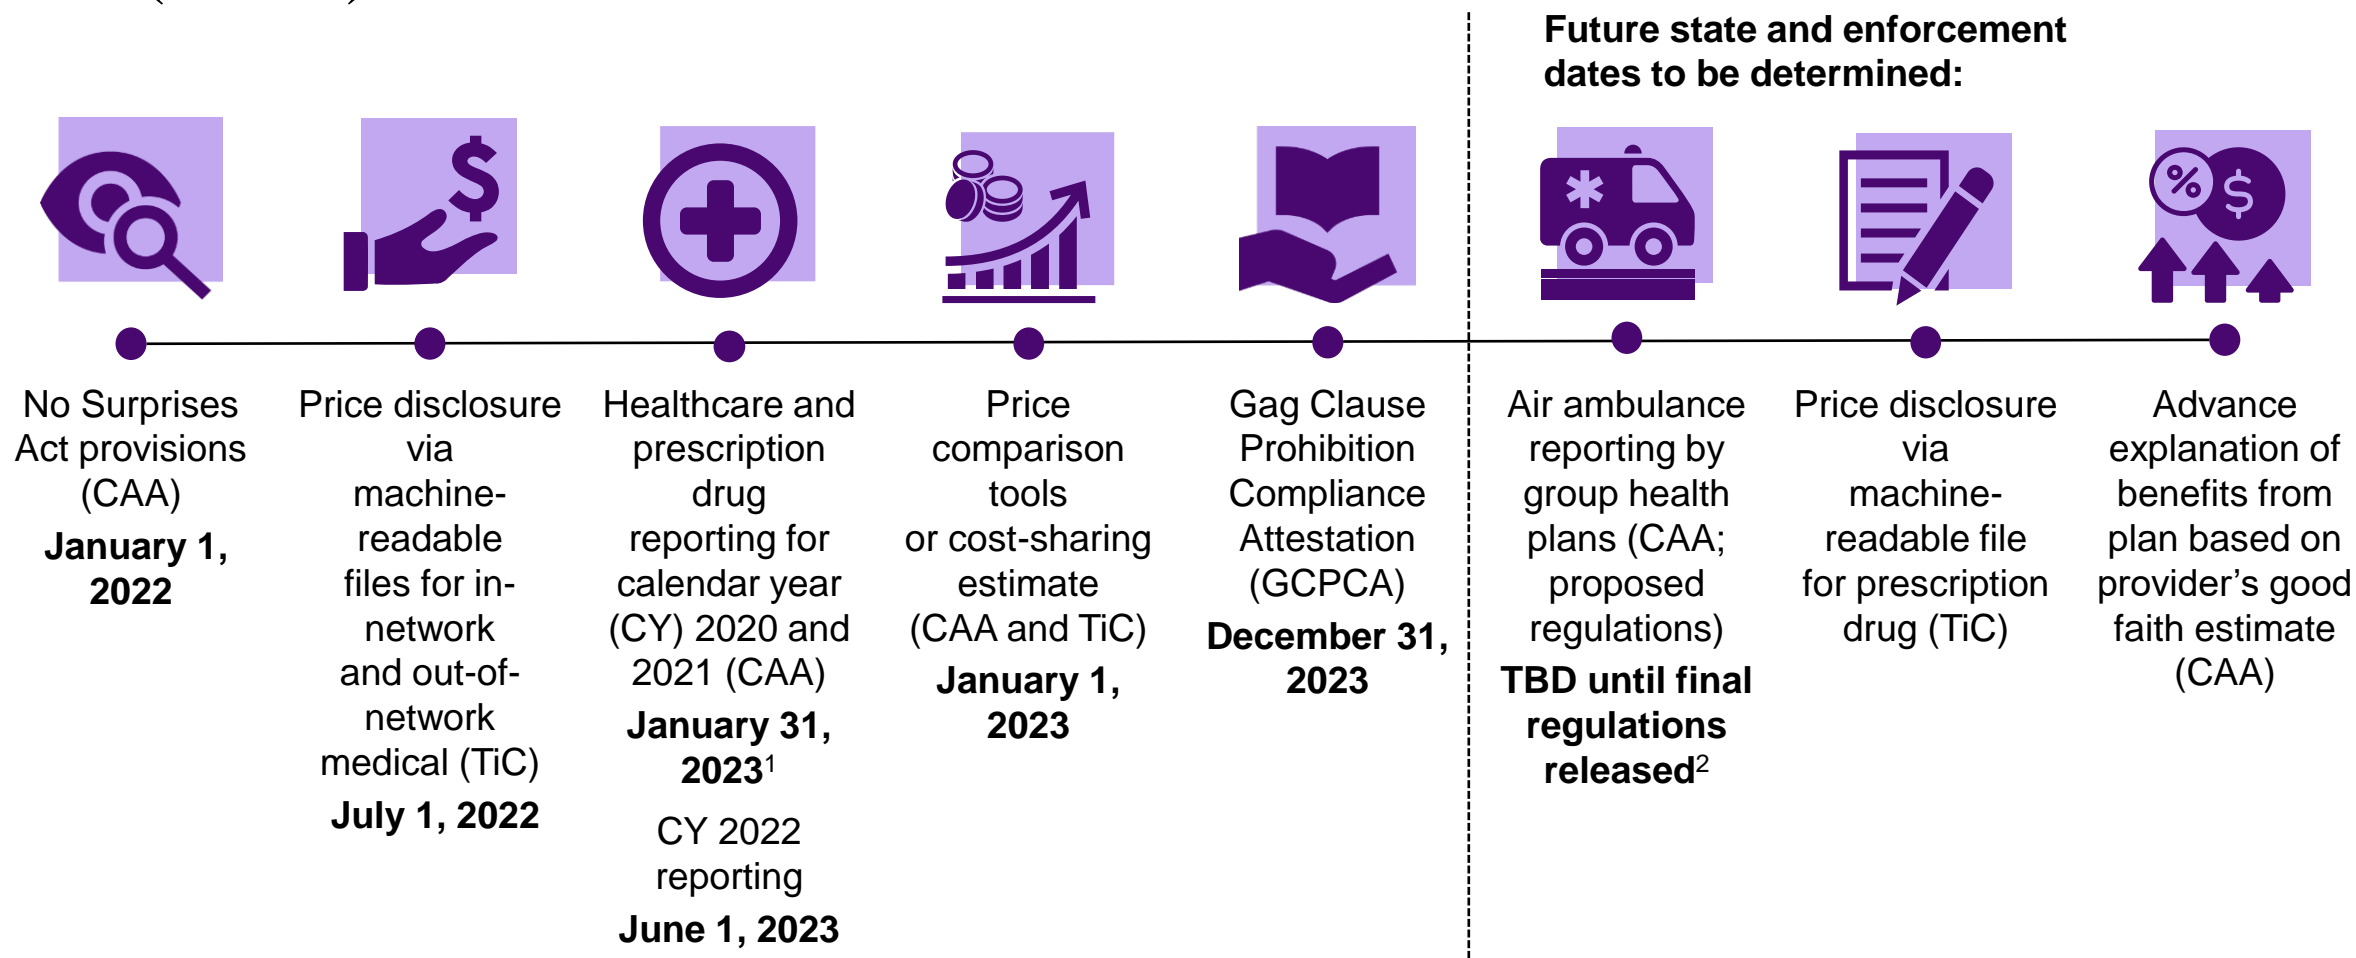 Future state and enforcement
dates to be determined:
No Surprises
Act provisions
(CAA)
January 1,
2022
Price disclosure
via
machine-
readable
files for in-
network
and out-of-
network
medical (TiC)
July 1, 2022
Healthcare and
prescription
drug
reporting for
calendar year
(CY) 2020 and
2021 (CAA)
January 31,
2023¹
CY 2022
reporting
June 1, 2023
Price
comparison
tools
or cost-sharing
estimate
(CAA and TiC)
January 1,
2023
Gag Clause
Prohibition
Compliance
Attestation
(GCPCA)
December 31,
2023
Air ambulance
reporting by
group health
plans (CAA;
proposed
regulations)
TBD until final
regulations
released²
Price disclosure
via
machine-
readable file
for prescription
drug (TiC)
Advance
explanation of
benefits from
plan based on
provider's good
faith estimate
(CAA)